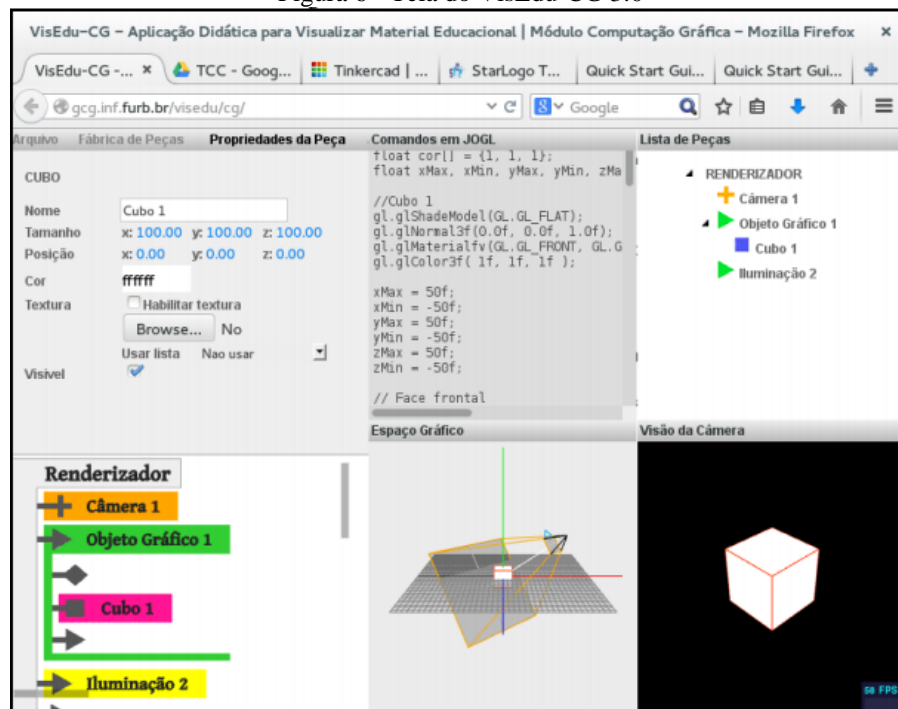 VisEdu-CG - Aplicação Didática para Visualizar Material Educacional | Módulo Computação Gráfica - Mozilla Firefox ×
VisEdu-CG -... × TCC - Goog... Tinkercad | ... StarLogo T... Quick Start Gui... Quick Start Gui...
gcg.inf.furb.br/visedu/cg/ Google
Arquivo Fábrica de Peças Propriedades da Peça
CUBO
Nome Cubo 1
Tamanho x: 100.00 y: 100.00 z: 100.00
Posição x: 0.00 y: 0.00 z: 0.00
Cor ffffff
Textura Habilitar textura
Browse... No
Usar lista Nao usar
Visivel
Comandos em JOGL
float cor[] = {1, 1, 1};
float xMax, xMin, yMax, yMin, zMa
//Cubo 1
gl.glShadeModel(GL.GL_FLAT);
gl.glNormal3f(0.0f, 0.0f, 1.0f);
gl.glMaterialfv(GL.GL_FRONT, GL.G
gl.glColor3f( 1f, 1f, 1f );
xMax = 50f;
xMin = -50f;
yMax = 50f;
yMin = -50f;
zMax = 50f;
zMin = -50f;
// Face frontal
Lista de Peças
RENDERIZADOR
Câmera 1
Objeto Gráfico 1
Cubo 1
Iluminação 2
Renderizador
Câmera 1
Objeto Gráfico 1
Cubo 1
Iluminação 2
Espaço Gráfico
Visão da Câmera
58 FPS